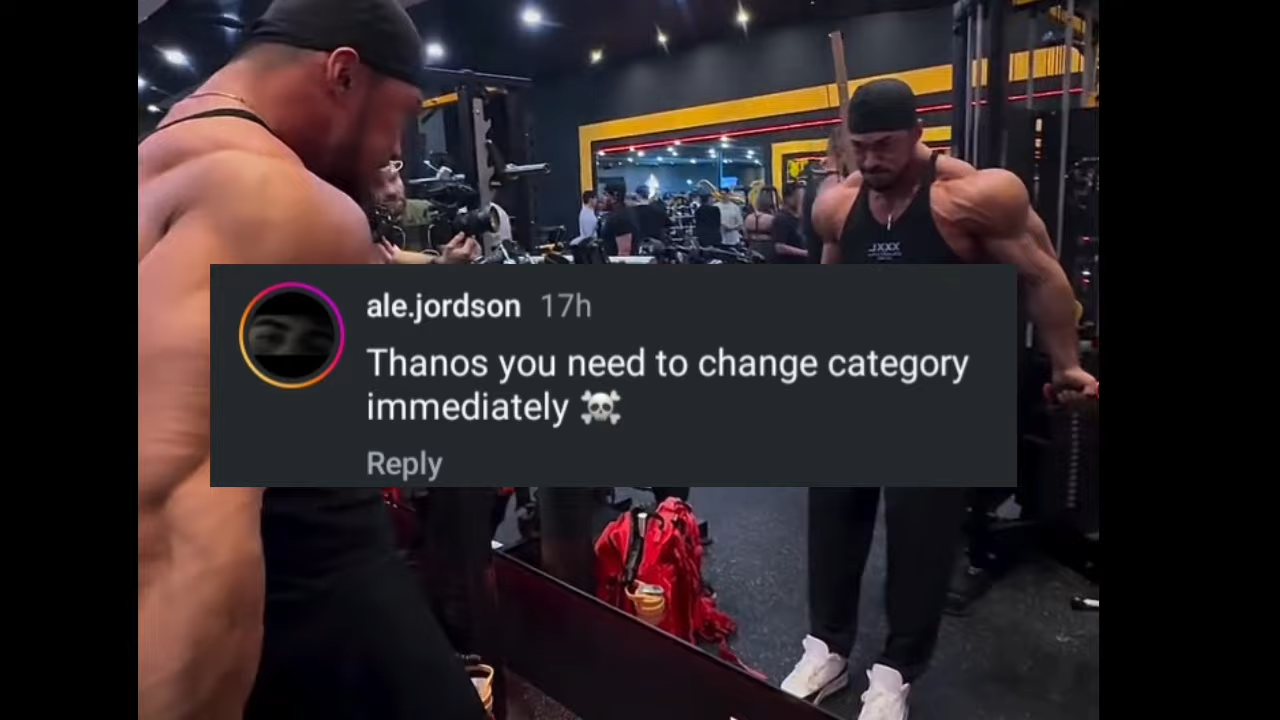 ale.jordson 17h
Thanos you need to change category
immediately ☠️
Reply